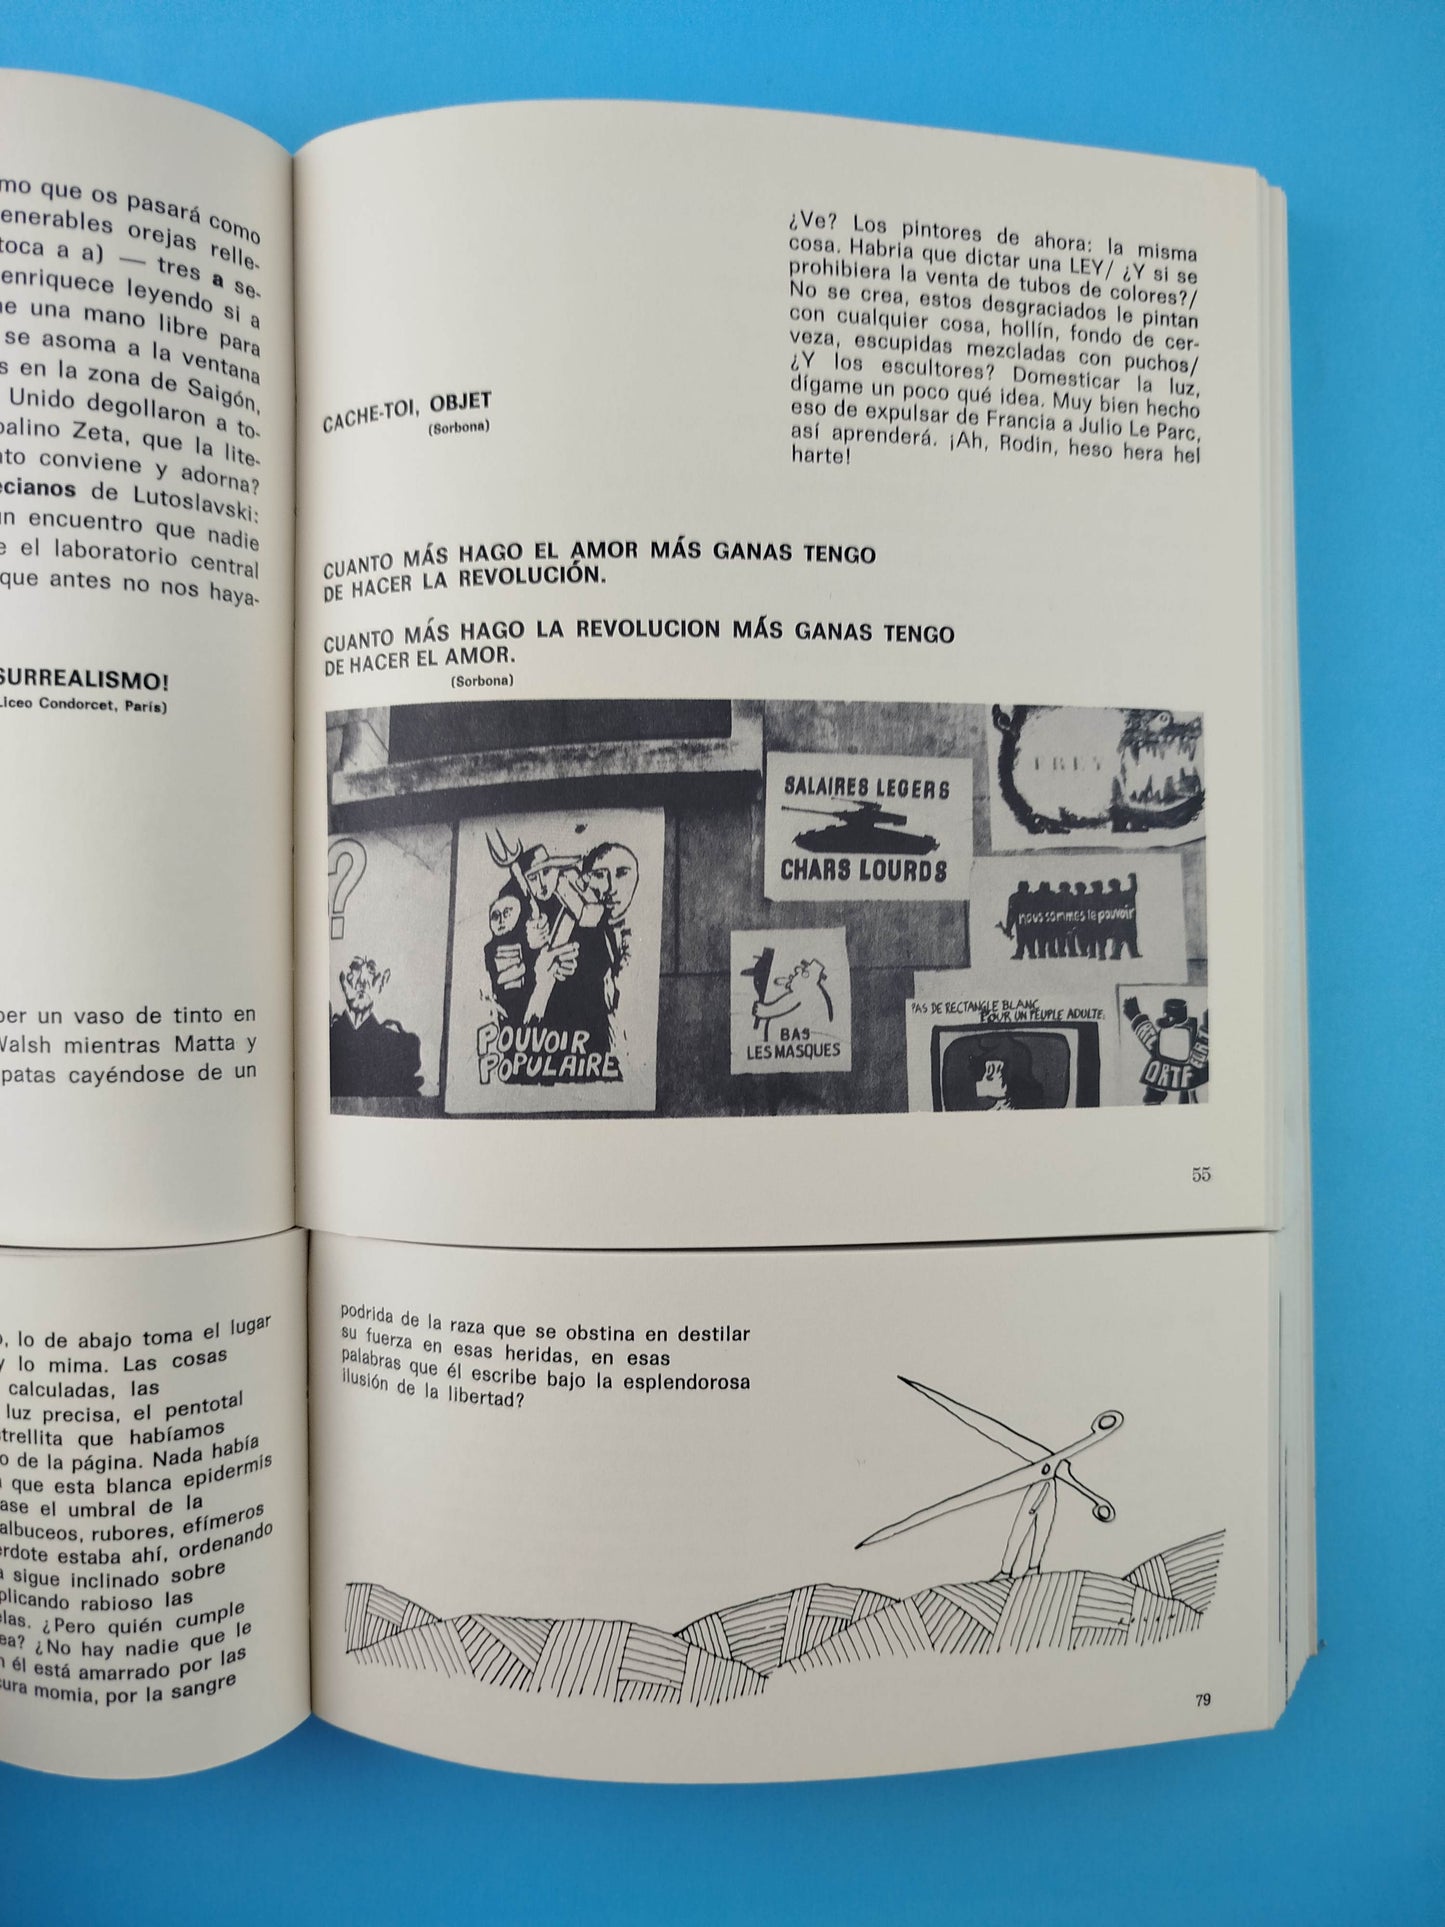 mo que os pasará como
enerables orejas relle-
toca a a) — tres a se-
enriquece leyendo si a
ne una mano libre para
se asoma a la ventana
s en la zona de Saigón,
Unido degollaron a to-
balino Zeta, que la lite-
nto conviene y adorna?
ecianos de Lutoslavski:
un encuentro que nadie
e el laboratorio central
que antes no nos haya-
SURREALISMO!
Liceo Condorcet, París)
ber un vaso de tinto en
Walsh mientras Matta y
patas cayéndose de un
¿Ve? Los pintores de ahora: la misma
cosa. Habría que dictar una LEY/ ¿Y si se
prohibiera la venta de tubos de colores?/
No se crea, estos desgraciados le pintan
con cualquier cosa, hollín, fondo de cer-
veza, escupidas mezcladas con puchos/
¿Y los escultores? Domesticar la luz,
dígame un poco qué idea. Muy bien hecho
eso de expulsar de Francia a Julio Le Parc,
así aprenderá. ¡Ah, Rodin, heso hera hel
harte!
CACHE-TOI, OBJET
(Sorbona)
CUANTO MÁS HAGO EL AMOR MÁS GANAS TENGO
DE HACER LA REVOLUCIÓN.
CUANTO MÁS HAGO LA REVOLUCION MÁS GANAS TENGO
DE HACER EL AMOR.
(Sorbona)
?
POUVOIR
POPULAIRE
SALAIRES LEGERS
CHARS LOURDS
BAS
LES MASQUES
FREY
nous sommes le pouvoir
PAS DE RECTANGLE BLANC
POUR UN PEUPLE ADULTE:
ORTF
55
o, lo de abajo toma el lugar
y lo mima. Las cosas
calculadas, las
luz precisa, el pentotal
strellita que habíamos
o de la página. Nada había
a que esta blanca epidermis
ase el umbral de la
albuceos, rubores, efímeros
erdote estaba ahí, ordenando
a sigue inclinado sobre
plicando rabioso las
elas. ¿Pero quién cumple
ea? ¿No hay nadie que le
n él está amarrado por las
cura momia, por la sangre
podrida de la raza que se obstina en destilar
su fuerza en esas heridas, en esas
palabras que él escribe bajo la esplendorosa
ilusión de la libertad?
79